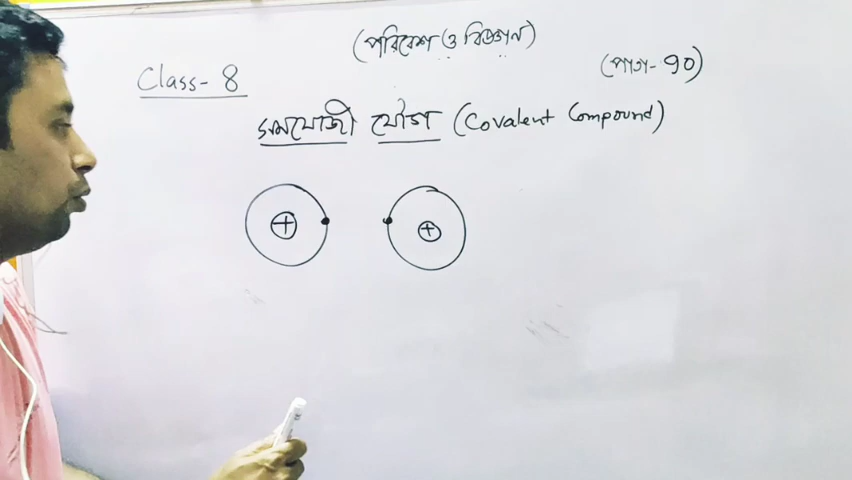 (পরিবেশ ও বিজ্ঞান)
Class- 8
(পাতা- 90)
সমযোজী যৌগ (Covalent Compound)
+ +